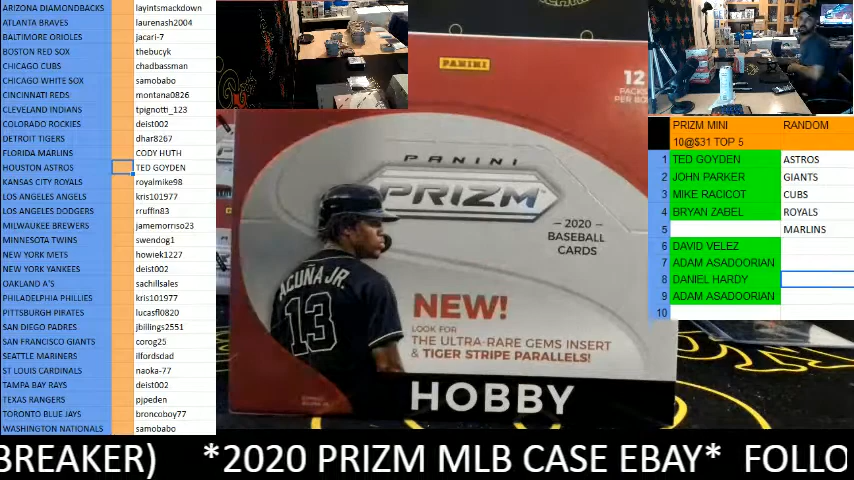 ARIZONA DIAMONDBACKS layintsmackdown
ATLANTA BRAVES laurenash2004
BALTIMORE ORIOLES jacari-7
BOSTON RED SOX thebucyk
CHICAGO CUBS chadbassman
CHICAGO WHITE SOX samobabo
CINCINNATI REDS montana0826
CLEVELAND INDIANS tpignotti_123
COLORADO ROCKIES deist002
DETROIT TIGERS dhar8267
FLORIDA MARLINS CODY HUTH
HOUSTON ASTROS TED GOYDEN
KANSAS CITY ROYALS royalmike98
LOS ANGELES ANGELS kris101977
LOS ANGELES DODGERS rruffin83
MILWAUKEE BREWERS jamemorriso23
MINNESOTA TWINS swendog1
NEW YORK METS howiek1227
NEW YORK YANKEES deist002
OAKLAND A'S sachillsales
PHILADELPHIA PHILLIES kris101977
PITTSBURGH PIRATES lucasfl0820
SAN DIEGO PADRES jbillings2551
SAN FRANCISCO GIANTS corog25
SEATTLE MARINERS ilfordsdad
ST LOUIS CARDINALS naoka-77
TAMPA BAY RAYS deist002
TEXAS RANGERS pjpeden
TORONTO BLUE JAYS broncoboy77
WASHINGTON NATIONALS samobabo
PANINI
12
PACKS
PER BOX
PANINI
PRIZM
2020
BASEBALL
CARDS
ACUÑA JR.
13
NEW!
LOOK FOR
THE ULTRA-RARE GEMS INSERT
& TIGER STRIPE PARALLELS!
HOBBY
PRIZM MINI RANDOM
10@$31 TOP 5
1 TED GOYDEN ASTROS
2 JOHN PARKER GIANTS
3 MIKE RACICOT CUBS
4 BRYAN ZABEL ROYALS
5 MARLINS
6 DAVID VELEZ
7 ADAM ASADOORIAN
8 DANIEL HARDY
9 ADAM ASADOORIAN
10
BREAKER) *2020 PRIZM MLB CASE EBAY* FOLLO